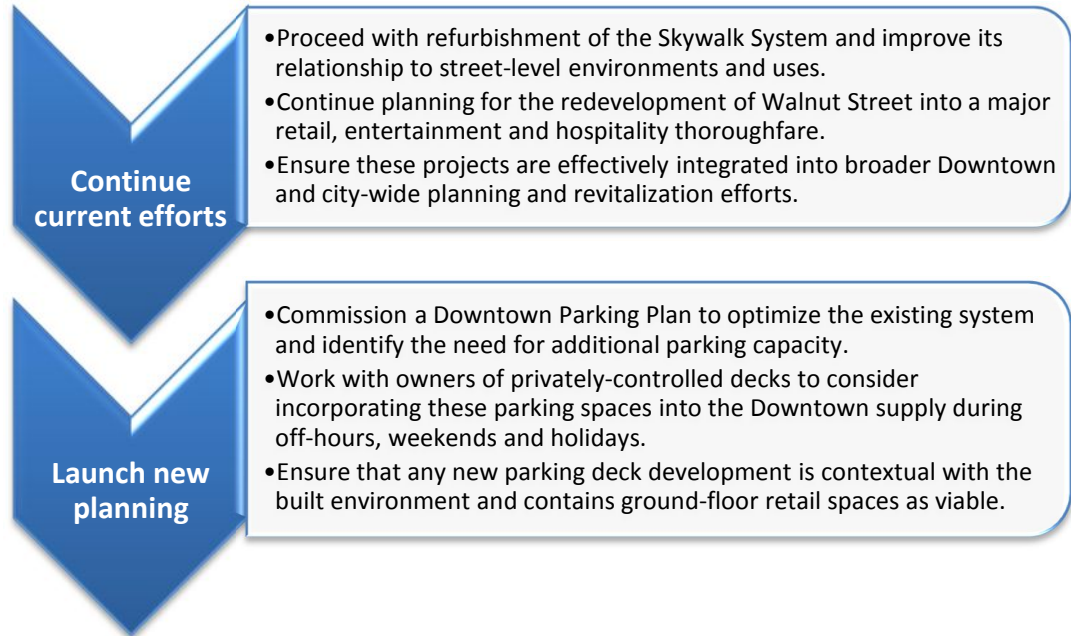 Continue
current efforts
•Proceed with refurbishment of the Skywalk System and improve its
relationship to street-level environments and uses.
•Continue planning for the redevelopment of Walnut Street into a major
retail, entertainment and hospitality thoroughfare.
•Ensure these projects are effectively integrated into broader Downtown
and city-wide planning and revitalization efforts.
Launch new
planning
•Commission a Downtown Parking Plan to optimize the existing system
and identify the need for additional parking capacity.
•Work with owners of privately-controlled decks to consider
incorporating these parking spaces into the Downtown supply during
off-hours, weekends and holidays.
•Ensure that any new parking deck development is contextual with the
built environment and contains ground-floor retail spaces as viable.